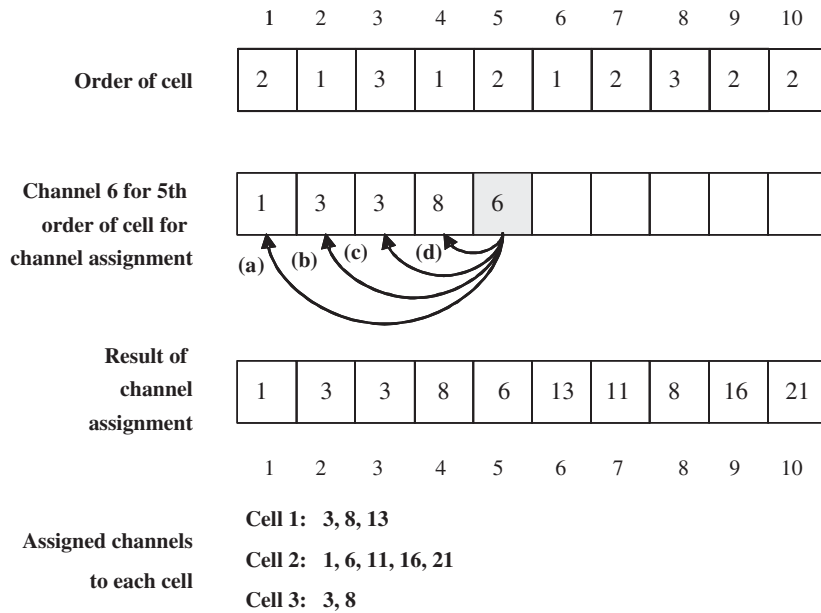 1 2 3 4 5 6 7 8 9 10
Order of cell
2 1 3 1 2 1 2 3 2 2
Channel 6 for 5th
order of cell for
channel assignment
1 3 3 8 6
(a) (b) (c) (d)
Result of
channel
assignment
1 3 3 8 6 13 11 8 16 21
1 2 3 4 5 6 7 8 9 10
Assigned channels
to each cell
Cell 1: 3, 8, 13
Cell 2: 1, 6, 11, 16, 21
Cell 3: 3, 8